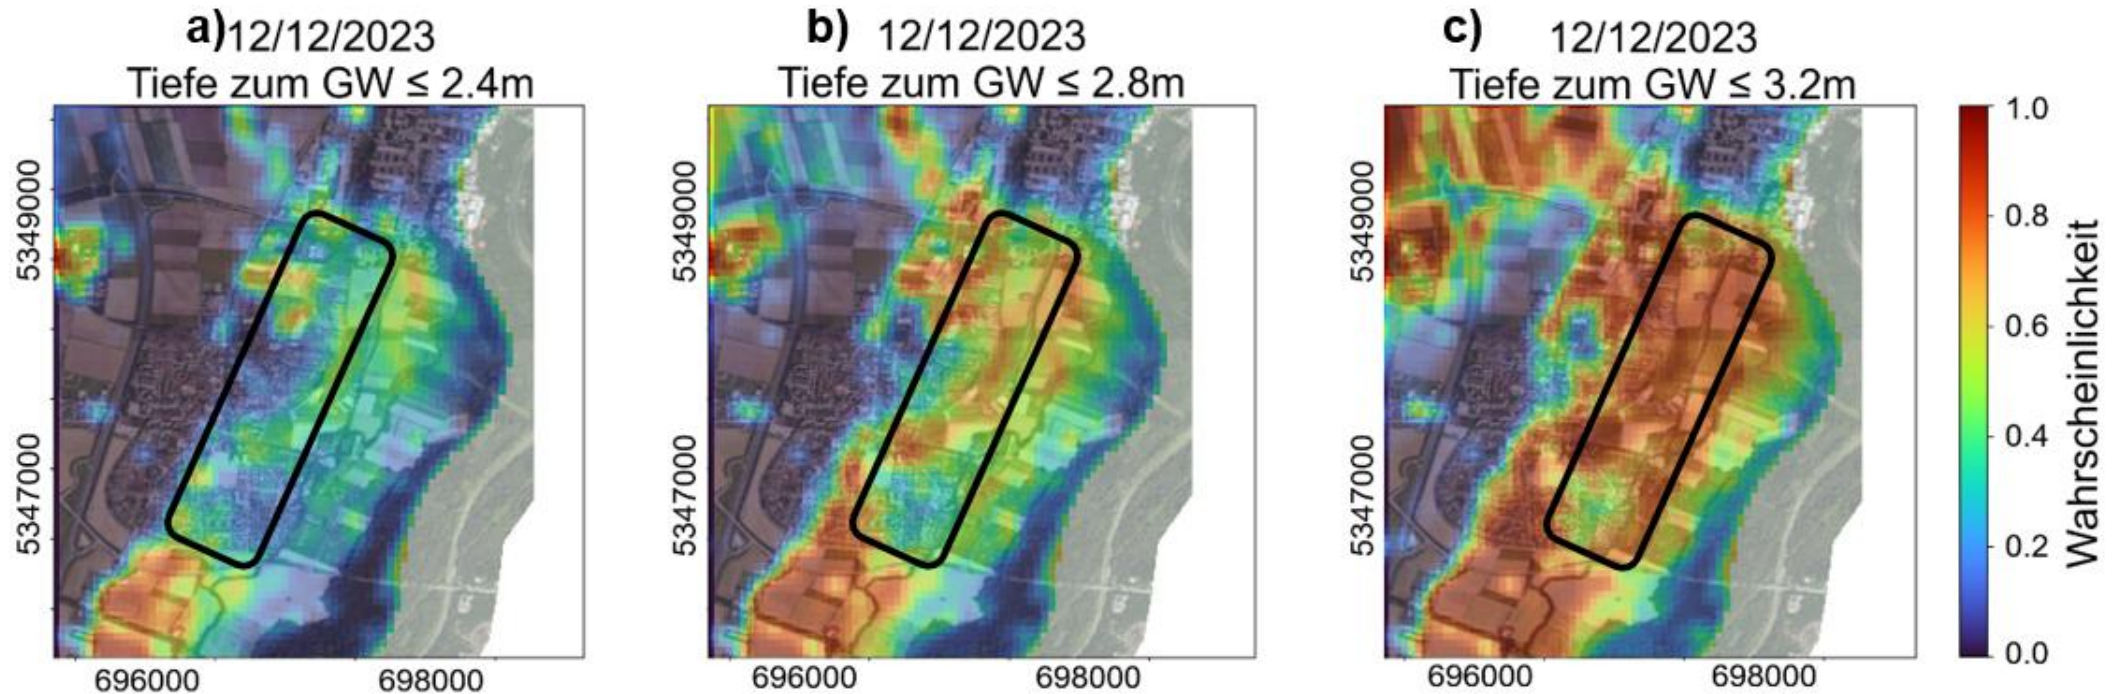 a) 12/12/2023
Tiefe zum GW ≤ 2.4m
5349000
5347000
696000 698000
b) 12/12/2023
Tiefe zum GW ≤ 2.8m
5349000
5347000
696000 698000
c) 12/12/2023
Tiefe zum GW ≤ 3.2m
5349000
5347000
696000 698000
1.0
0.8
0.6
0.4
0.2
0.0
Wahrscheinlichkeit